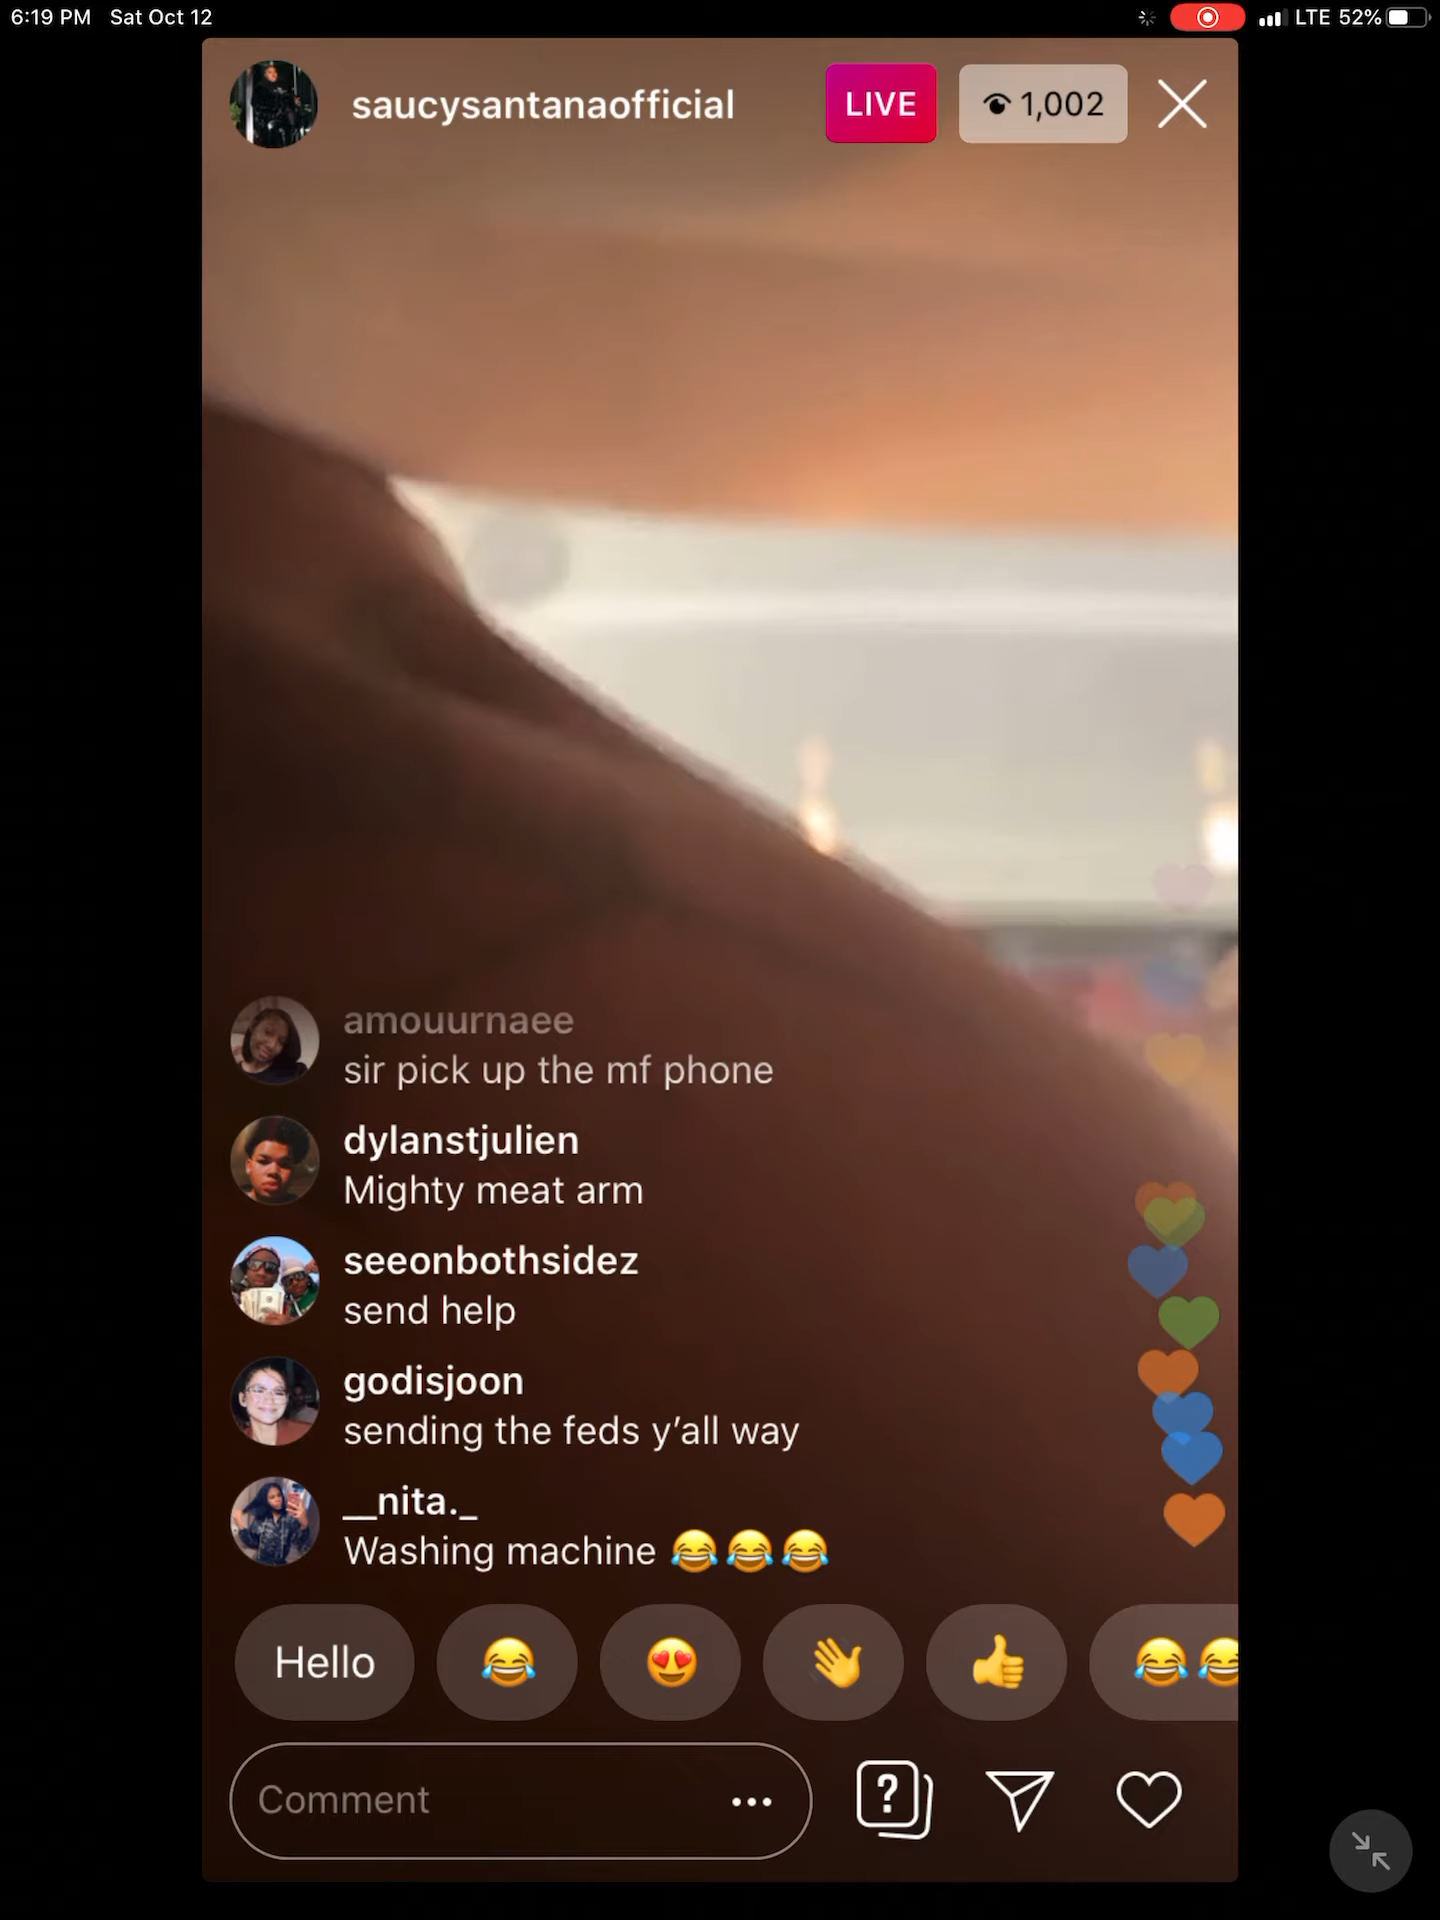 6:19 PM Sat Oct 12 LTE 52%
saucysantanaofficial LIVE 1,002
amouurnaee
sir pick up the mf phone
dylanstjulien
Mighty meat arm
seeonbothsidez
send help
godisjoon
sending the feds y’all way
__nita._
Washing machine 😂😂😂
Hello 😂 😍 👋 👍 😂😂
Comment